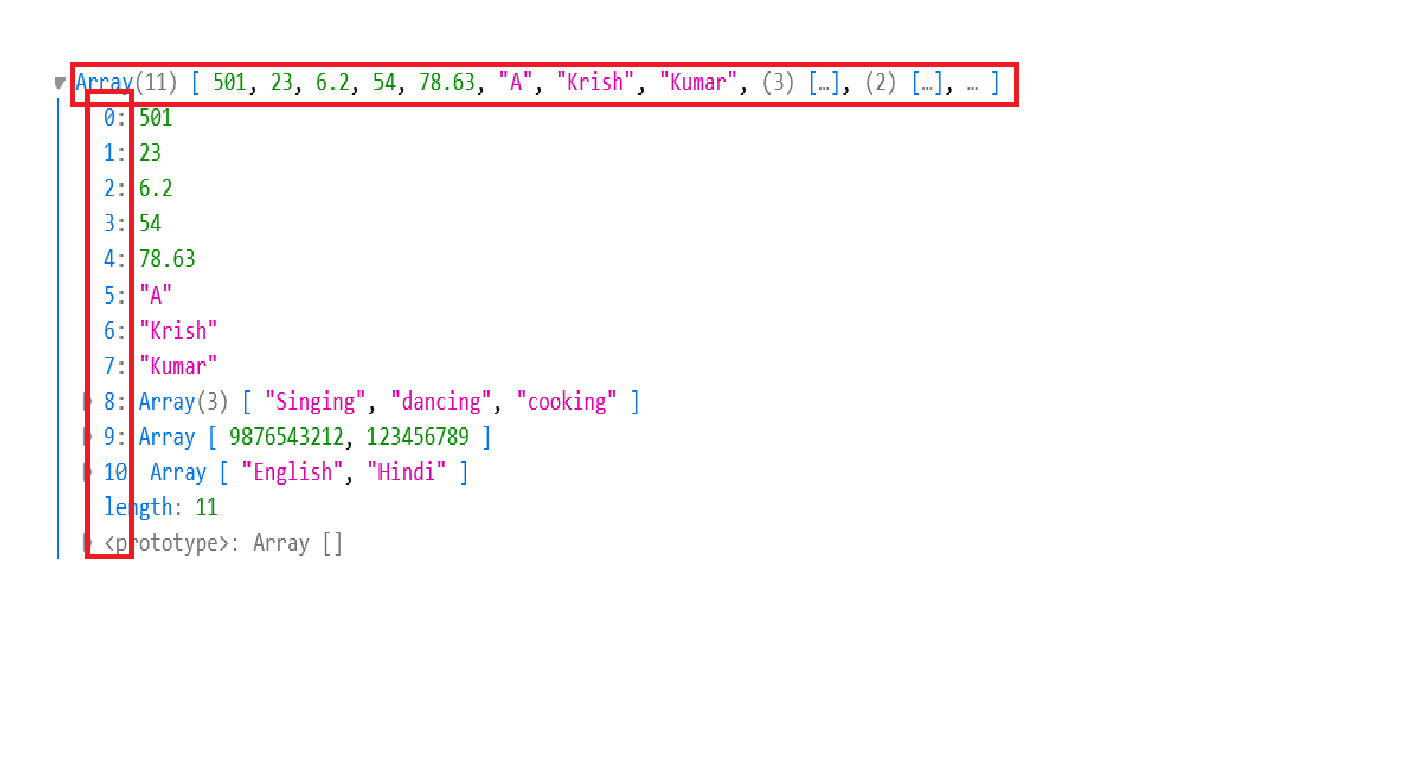 Array(11) [ 501, 23, 6.2, 54, 78.63, "A", "Krish", "Kumar", (3) […], (2) […], … ]
0: 501
1: 23
2: 6.2
3: 54
4: 78.63
5: "A"
6: "Krish"
7: "Kumar"
8: Array(3) [ "Singing", "dancing", "cooking" ]
9: Array [ 9876543212, 123456789 ]
10 Array [ "English", "Hindi" ]
length: 11
<prototype>: Array []